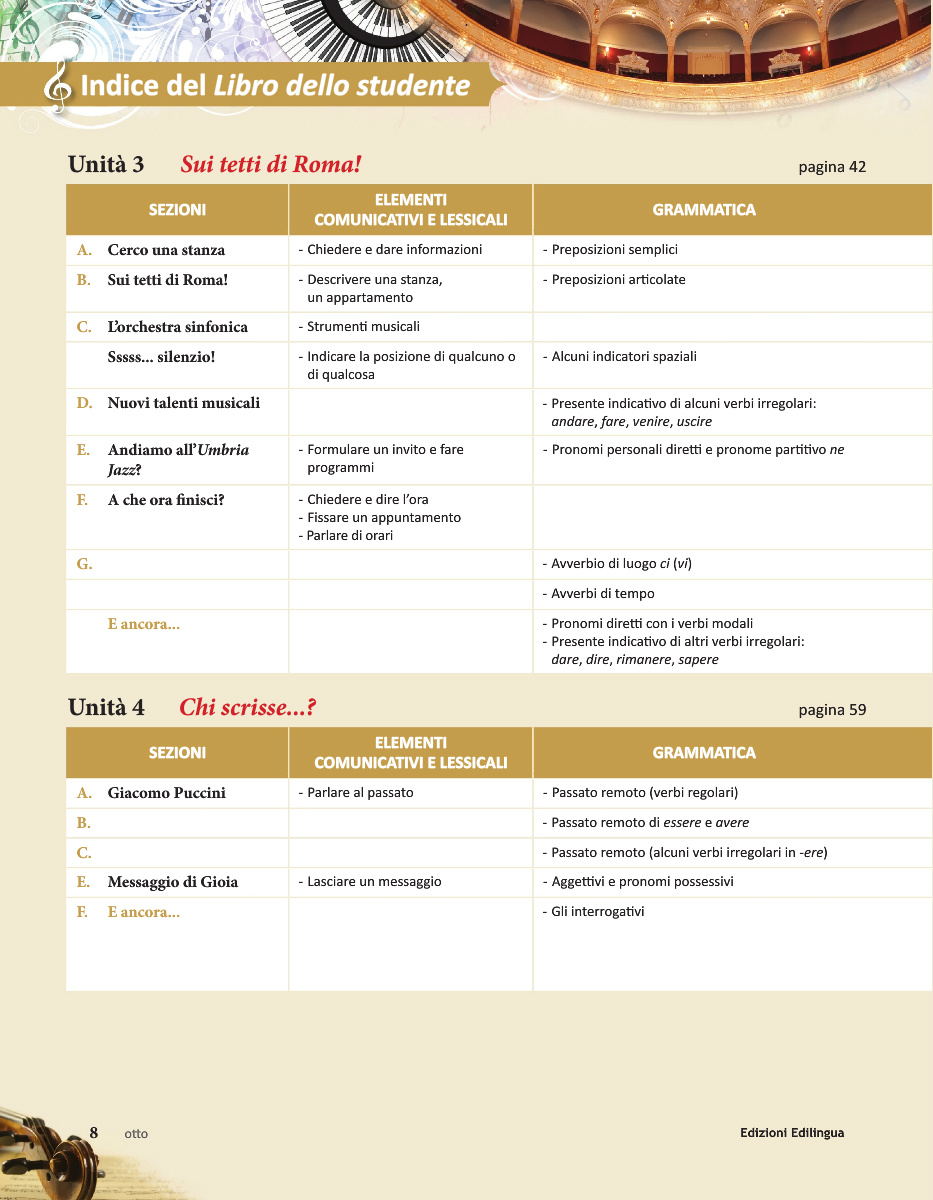 Indice del Libro dello studente
Unità 3 Sui tetti di Roma! pagina 42
SEZIONI ELEMENTI COMUNICATIVI E LESSICALI GRAMMATICA
A. Cerco una stanza - Chiedere e dare informazioni - Preposizioni semplici
B. Sui tetti di Roma! - Descrivere una stanza, - Preposizioni articolate
un appartamento
C. L'orchestra sinfonica - Strumenti musicali
Sssss... silenzio! - Indicare la posizione di qualcuno o - Alcuni indicatori spaziali
di qualcosa
D. Nuovi talenti musicali - Presente indicativo di alcuni verbi irregolari:
andare, fare, venire, uscire
E. Andiamo all'Umbria - Formulare un invito e fare - Pronomi personali diretti e pronome partitivo ne
Jazz? programmi
F. A che ora finisci? - Chiedere e dire l'ora
- Fissare un appuntamento
- Parlare di orari
G. - Avverbio di luogo ci (vi)
- Avverbi di tempo
E ancora... - Pronomi diretti con i verbi modali
- Presente indicativo di altri verbi irregolari:
dare, dire, rimanere, sapere
Unità 4 Chi scrisse...? pagina 59
SEZIONI ELEMENTI COMUNICATIVI E LESSICALI GRAMMATICA
A. Giacomo Puccini - Parlare al passato - Passato remoto (verbi regolari)
B. - Passato remoto di essere e avere
C. - Passato remoto (alcuni verbi irregolari in -ere)
E. Messaggio di Gioia - Lasciare un messaggio - Aggettivi e pronomi possessivi
F. E ancora... - Gli interrogativi
8 otto Edizioni Edilingua